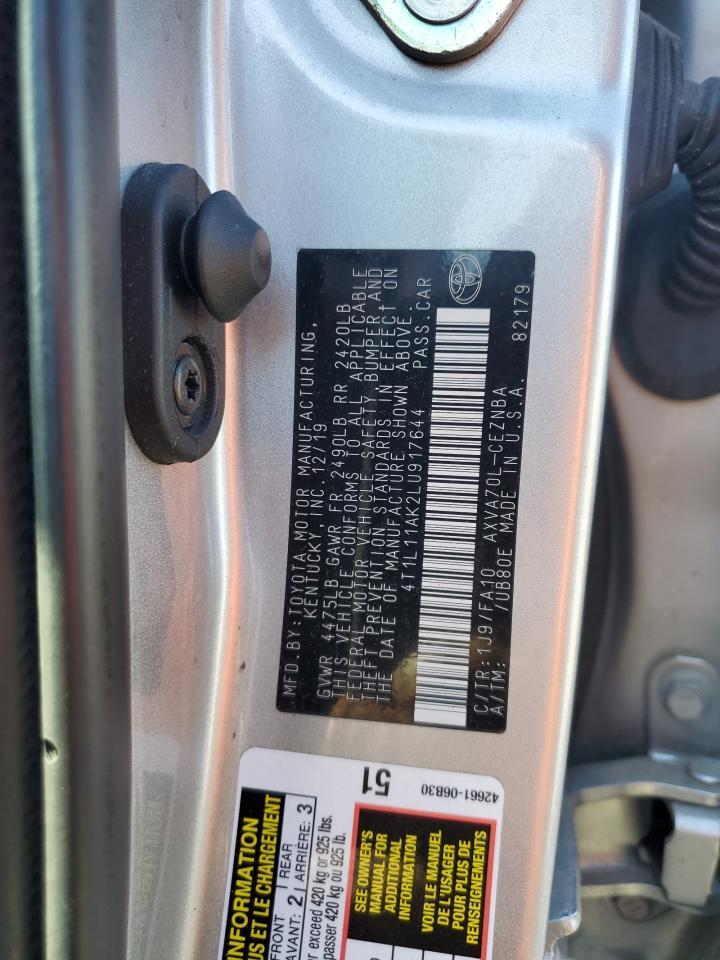 MFD.BY:TOYOTA MOTOR MANUFACTURING,
KENTUCKY, INC 12/19
GVWR 4475LB GAWR FR 2490LB RR 2420LB
THIS VEHICLE CONFORMS TO ALL APPLICABLE
FEDERAL MOTOR VEHICLE SAFETY, BUMPER AND
THEFT PREVENTION STANDARDS IN EFFECT ON
THE DATE OF MANUFACTURE SHOWN ABOVE.
4T1L11AK2LU917644 PASS.CAR
C/TR:1J9/FA10 AXVA70L-CEZNBA
A/TM: /UB80E MADE IN U.S.A. 82179
INFORMATION
US ET LE CHARGEMENT
FRONT 2 REAR 3
AVANT: ARRIÈRE:
er exceed 420 kg or 925 lbs.
passer 420 kg ou 925 lb.
51
SEE OWNER'S
MANUAL FOR
ADDITIONAL
INFORMATION
VOIR LE MANUEL
DE L'USAGER
POUR PLUS DE
RENSEIGNEMENTS
42661-06B30